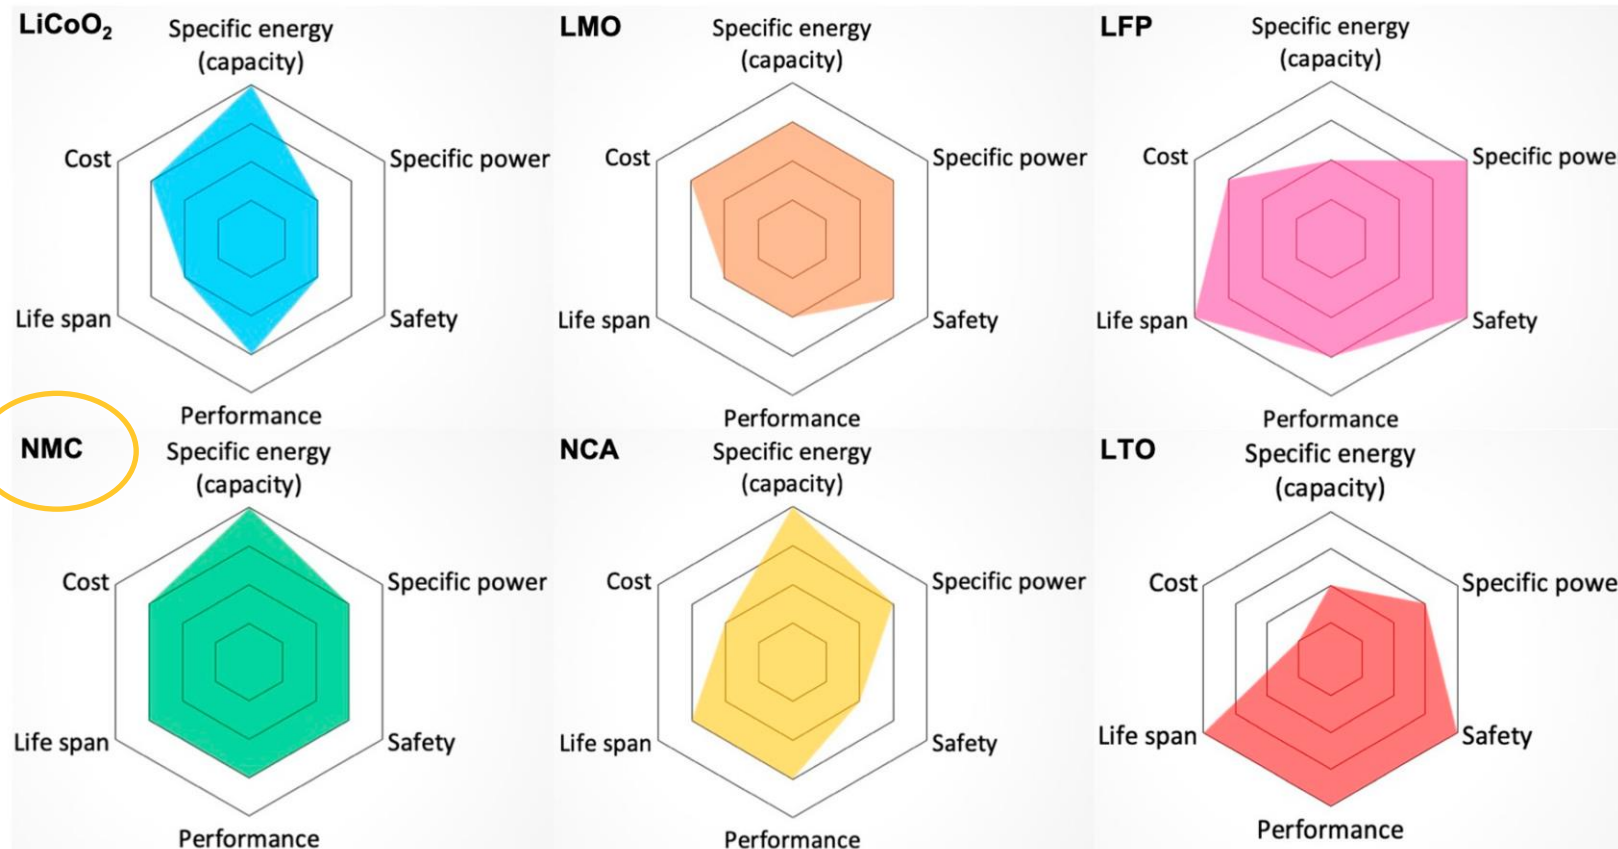 LiCoO₂
Specific energy
(capacity)
Cost
Specific power
Life span
Safety
Performance
LMO
Specific energy
(capacity)
Cost
Specific power
Life span
Safety
Performance
LFP
Specific energy
(capacity)
Cost
Specific powe
Life span
Safety
Performance
NMC
Specific energy
(capacity)
Cost
Specific power
Life span
Safety
Performance
NCA
Specific energy
(capacity)
Cost
Specific power
Life span
Safety
Performance
LTO
Specific energy
(capacity)
Cost
Specific powe
Life span
Safety
Performance